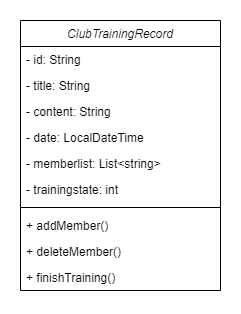 ClubTrainingRecord
- id: String
- title: String
- content: String
- date: LocalDateTime
- memberlist: List<string>
- trainingstate: int
+ addMember()
+ deleteMember()
+ finishTraining()